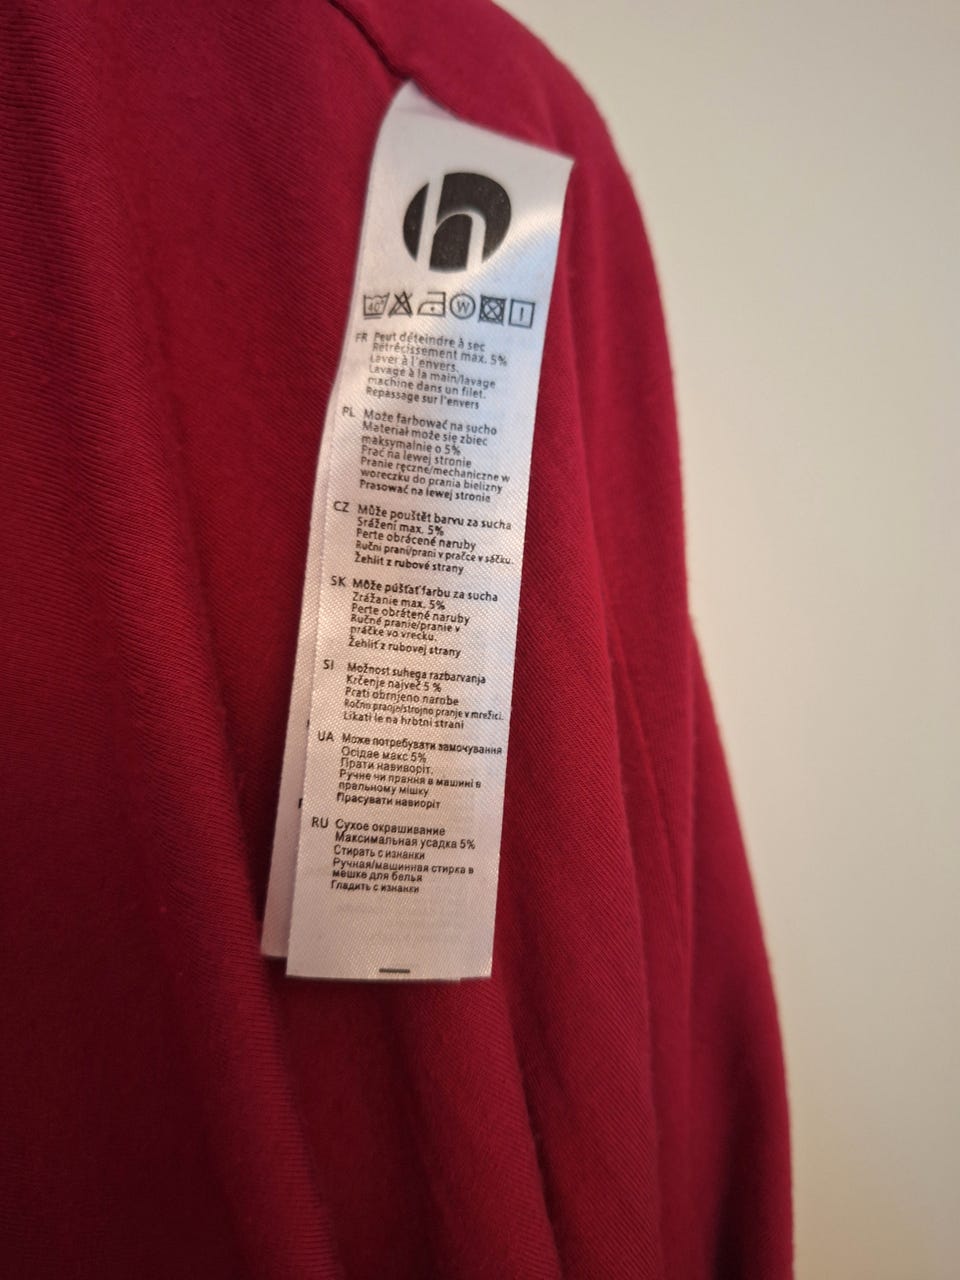 h
40° W !
FR Peut déteindre à sec
Rétrécissement max. 5%
Laver à l'envers.
Lavage à la main/lavage
machine dans un filet.
Repassage sur l'envers
PL Może farbować na sucho
Materiał może się zbiec
maksymalnie o 5%
Prać na lewej stronie
Pranie ręczne/mechaniczne w
woreczku do prania bielizny
Prasować na lewej stronie
CZ Může pouštět barvu za sucha
Srážení max. 5%
Perte obrácené naruby
Ruční praní/praní v pračce v sáčku.
Žehlit z rubové strany
SK Môže púšťať farbu za sucha
Zrážanie max. 5%
Perte obrátené naruby
Ručné pranie/pranie v
práčke vo vrecku.
Žehliť z rubovej strany
SI Možnost suhega razbarvanja
Krčenje največ 5 %
Prati obrnjeno narobe
Ročno pranje/strojno pranje v mrežici.
Likati le na hrbtni strani
UA Може потребувати замочування
Осідає макс 5%
Прати навиворіт.
Ручне чи прання в машині в
пральному мішку
Прасувати навиоріт
RU Сухое окрашивание
Максимальная усадка 5%
Стирать с изнанки
Ручная/машинная стирка в
мешке для белья
Гладить с изнанки